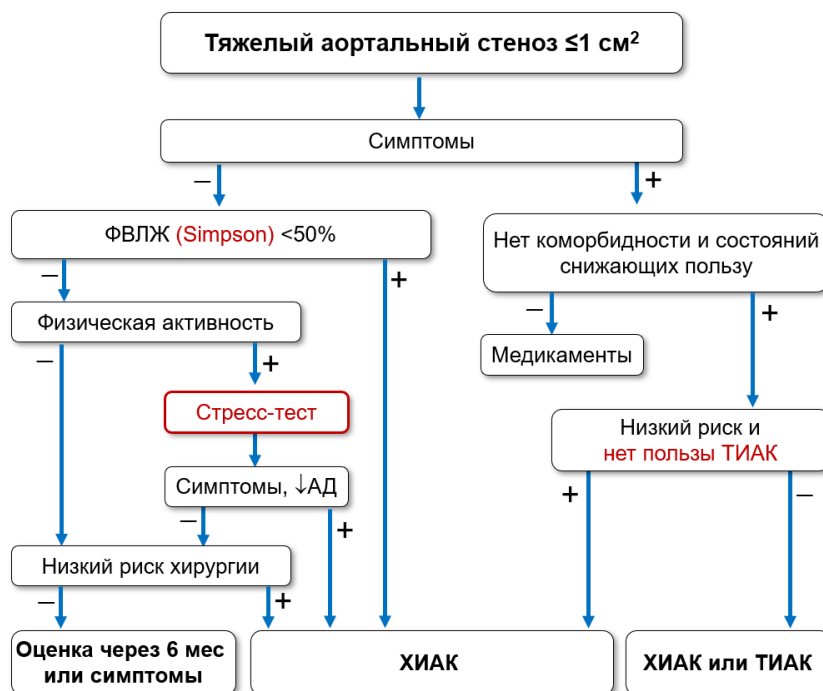 Тяжелый аортальный стеноз ≤1 см²
Симптомы
–
+
ФВЛЖ (Simpson) <50%
Нет коморбидности и состояний
снижающих пользу
–
+
–
+
Физическая активность
Медикаменты
–
+
Стресс-тест
Низкий риск и
нет пользы ТИАК
Симптомы, ↓АД
+
–
–
+
Низкий риск хирургии
–
+
Оценка через 6 мес
или симптомы
ХИАК
ХИАК или ТИАК